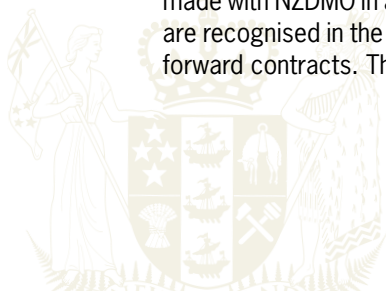 made with NZDMO in a
are recognised in the
forward contracts. Th